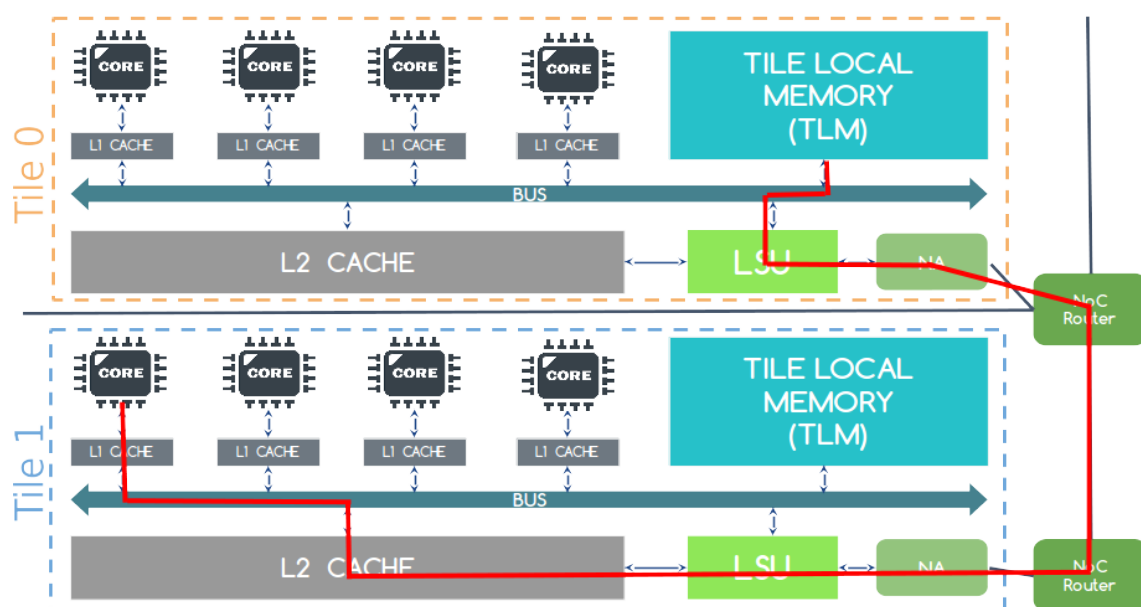 Tile 0
CORE
CORE
CORE
CORE
TILE LOCAL
MEMORY
(TLM)
L1 CACHE
L1 CACHE
L1 CACHE
L1 CACHE
BUS
L2 CACHE
LSU
NA
NoC
Router
Tile 1
CORE
CORE
CORE
CORE
TILE LOCAL
MEMORY
(TLM)
L1 CACHE
L1 CACHE
L1 CACHE
L1 CACHE
BUS
L2 CACHE
LSU
NA
NoC
Router